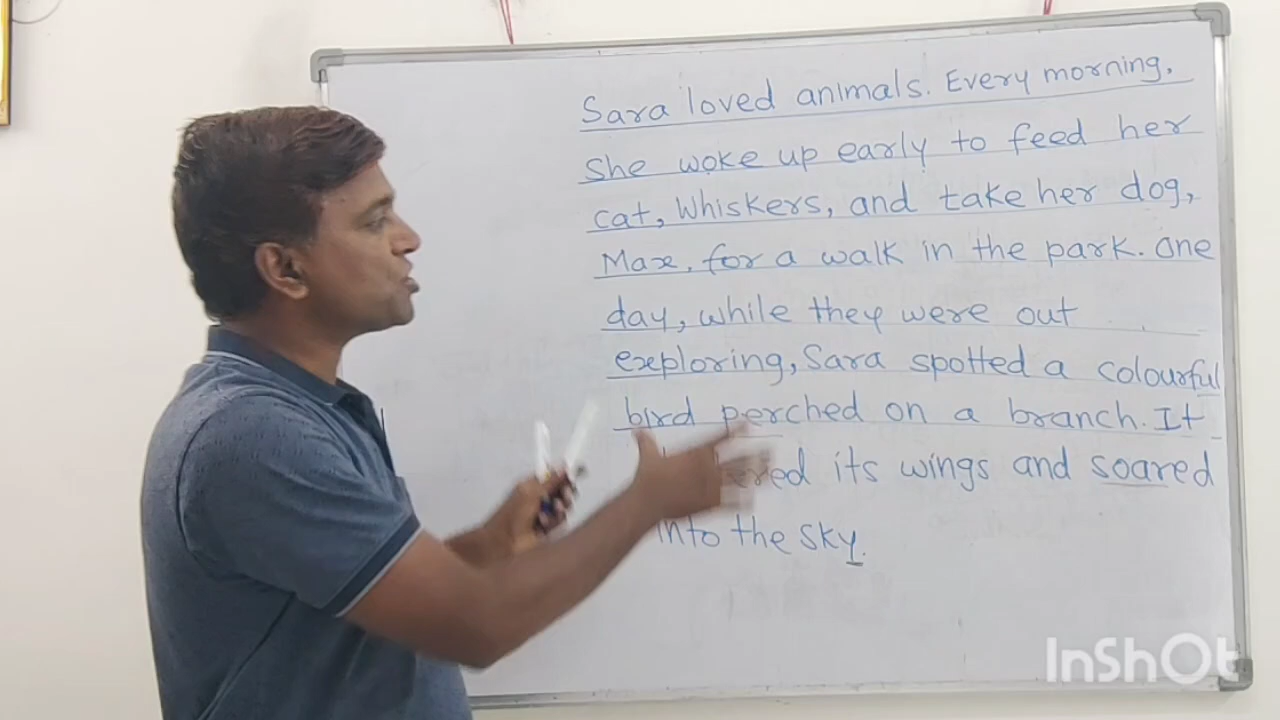 Sara loved animals. Every morning,
she woke up early to feed her
cat, Whiskers, and take her dog,
Max, for a walk in the park. One
day, while they were out
exploring, Sara spotted a colourful
bird perched on a branch. It
its wings and soared
into the sky.
InShOt